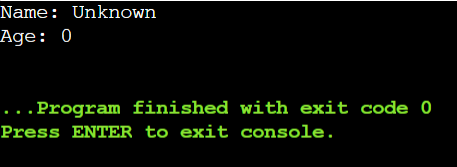 Name: Unknown
Age: 0
...Program finished with exit code 0
Press ENTER to exit console.